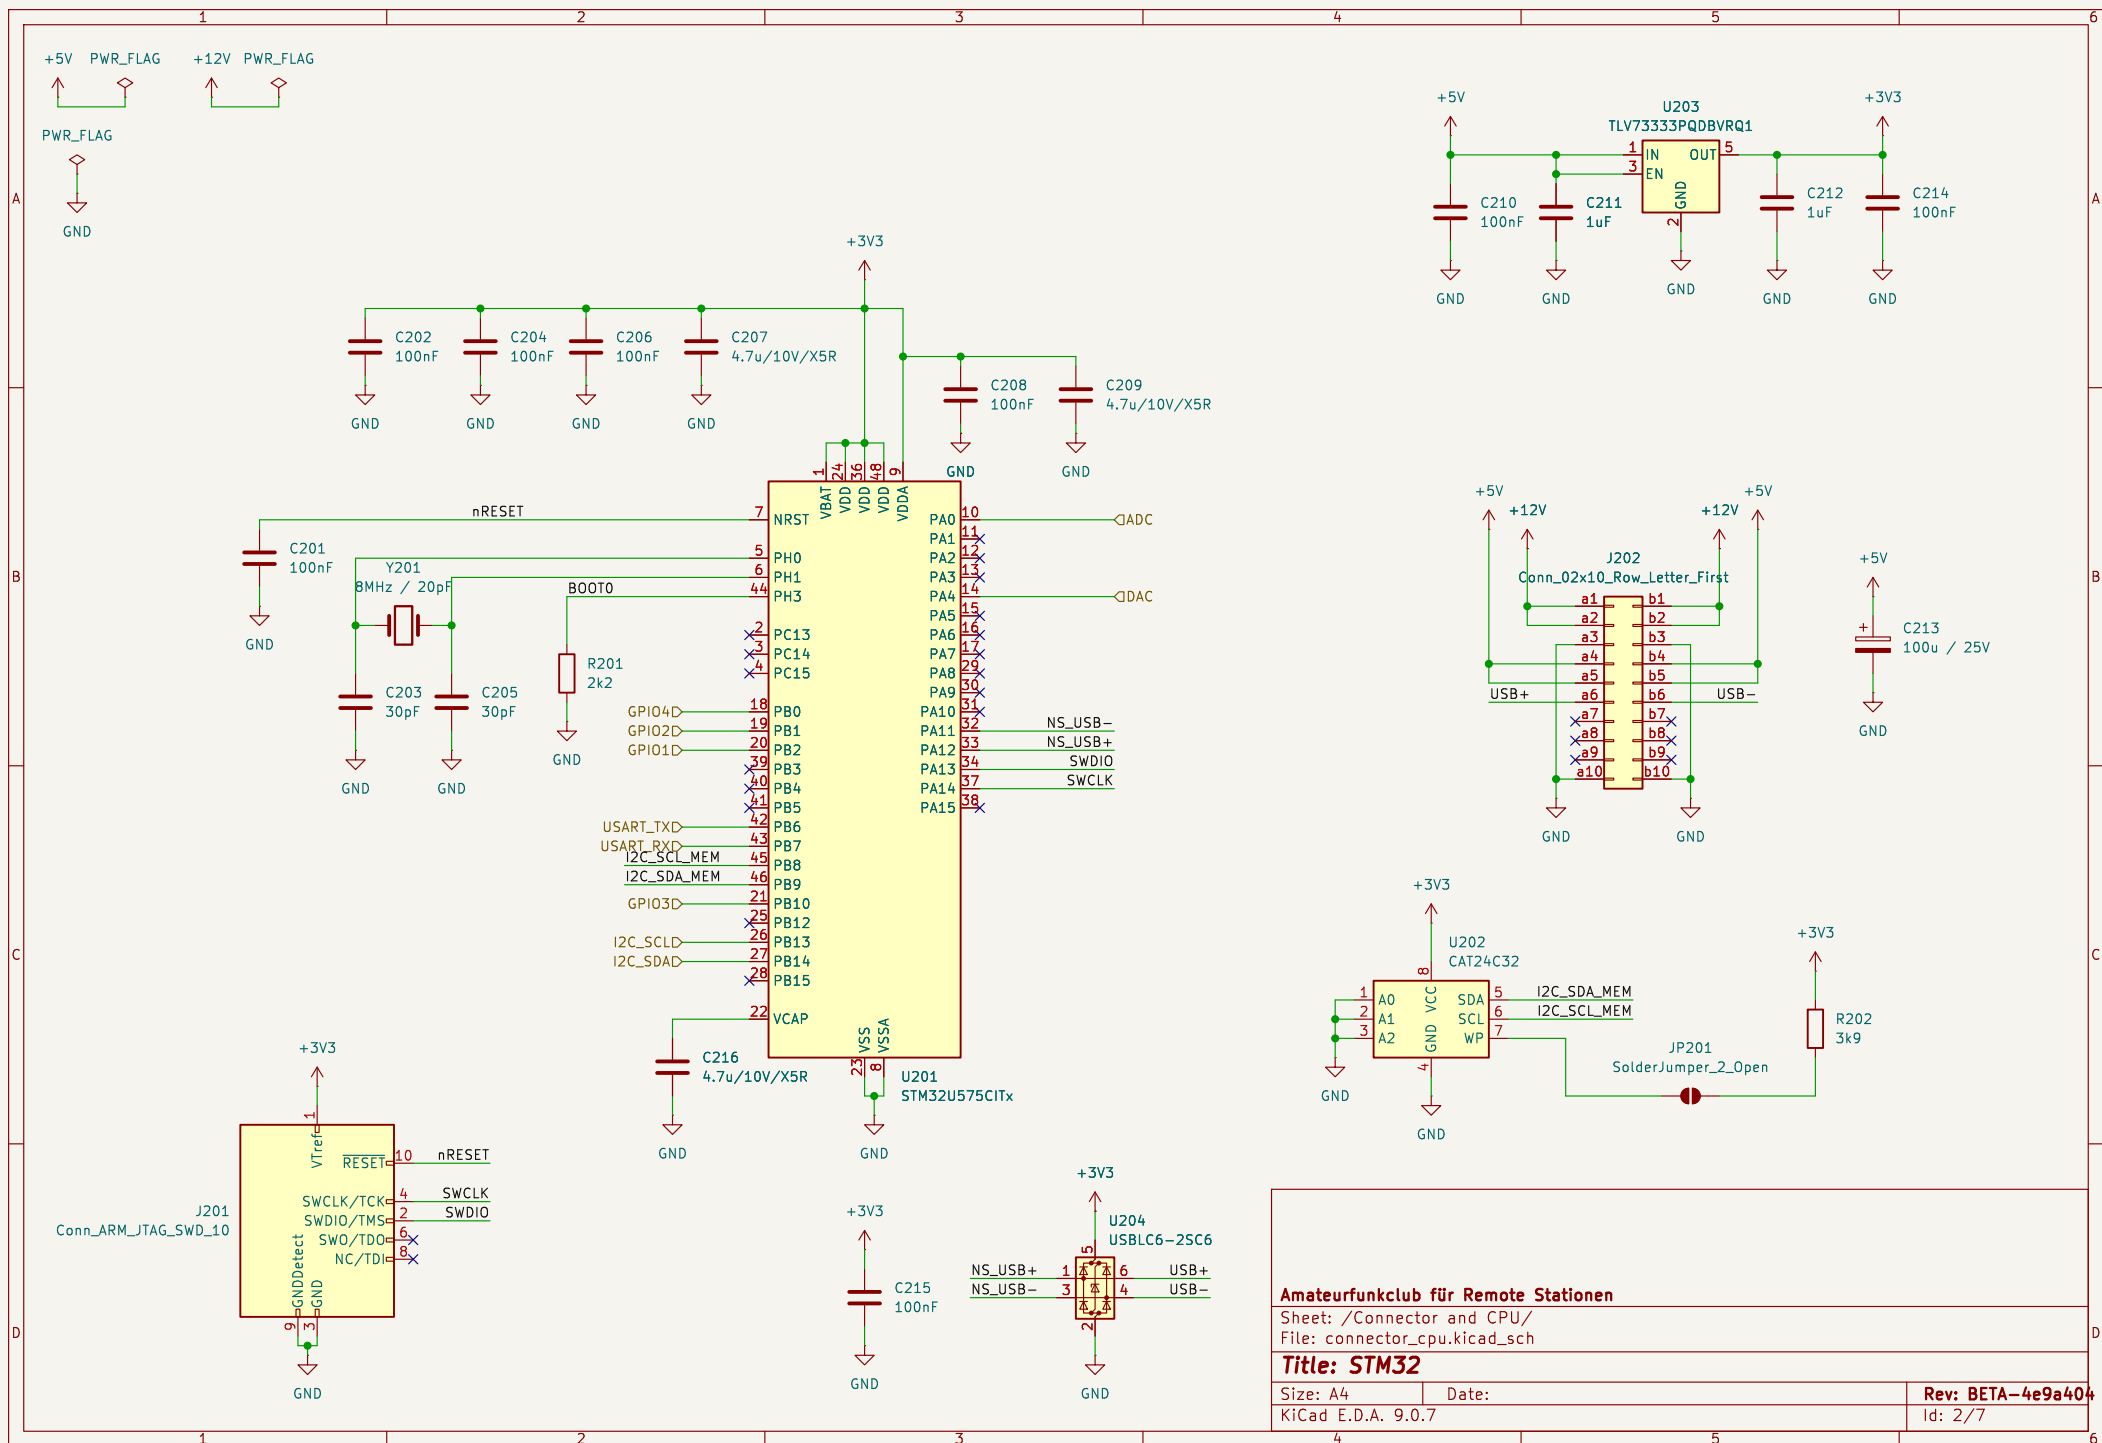 1 2 3 4 5 6
+5V PWR_FLAG +12V PWR_FLAG
PWR_FLAG
GND
A
A
+5V
U203
TLV73333PQDBVRQ1
+3V3
1 IN OUT 5
3 EN
GND
2
C210
100nF
C211
1uF
C212
1uF
C214
100nF
GND
GND
GND
GND
GND
+3V3
C202
100nF
C204
100nF
C206
100nF
C207
4.7u/10V/X5R
C208
100nF
C209
4.7u/10V/X5R
GND
GND
GND
GND
GND
GND
1 24 36 48 9
VBAT VDD VDD VDD VDDA
nRESET
7 NRST
5 PH0
6 PH1
BOOT0
44 PH3
2 PC13
3 PC14
4 PC15
GPIO4 18 PB0
GPIO2 19 PB1
GPIO1 20 PB2
39 PB3
40 PB4
41 PB5
USART_TX 42 PB6
USART_RX 43 PB7
I2C_SCL_MEM 45 PB8
I2C_SDA_MEM 46 PB9
GPIO3 21 PB10
25 PB12
I2C_SCL 26 PB13
I2C_SDA 27 PB14
28 PB15
22 VCAP
PA0 10 ADC
PA1 11
PA2 12
PA3 13
PA4 14 DAC
PA5 15
PA6 16
PA7 17
PA8 29
PA9 30
PA10 31
PA11 32 NS_USB-
PA12 33 NS_USB+
PA13 34 SWDIO
PA14 37 SWCLK
PA15 38
VSS VSSA
23 8
U201
STM32U575CITx
GND
C201
100nF
GND
Y201
8MHz / 20pF
C203
30pF
C205
30pF
GND
GND
R201
2k2
GND
C216
4.7u/10V/X5R
GND
B
B
+5V +5V
+12V +12V
J202
Conn_02x10_Row_Letter_First
a1 b1
a2 b2
a3 b3
a4 b4
a5 b5
USB+ a6 b6 USB-
a7 b7
a8 b8
a9 b9
a10 b10
GND GND
+5V
+
C213
100u / 25V
GND
C
C
+3V3
U202
CAT24C32
8
VCC
1 A0 SDA 5 I2C_SDA_MEM
2 A1 SCL 6 I2C_SCL_MEM
3 A2 WP 7
GND
4
GND
GND
+3V3
R202
3k9
JP201
SolderJumper_2_Open
+3V3
1
VTref
RESET 10 nRESET
SWCLK/TCK 4 SWCLK
SWDIO/TMS 2 SWDIO
SWO/TDO 6
NC/TDI 8
GNDDetect GND
9 3
J201
Conn_ARM_JTAG_SWD_10
GND
+3V3
C215
100nF
GND
+3V3
U204
USBLC6-2SC6
5
NS_USB+ 1 6 USB+
NS_USB- 3 4 USB-
2
GND
D
D
Amateurfunkclub für Remote Stationen
Sheet: /Connector and CPU/
File: connector_cpu.kicad_sch
Title: STM32
Size: A4 Date: Rev: BETA-4e9a404
KiCad E.D.A. 9.0.7 Id: 2/7
1 2 3 4 5 6